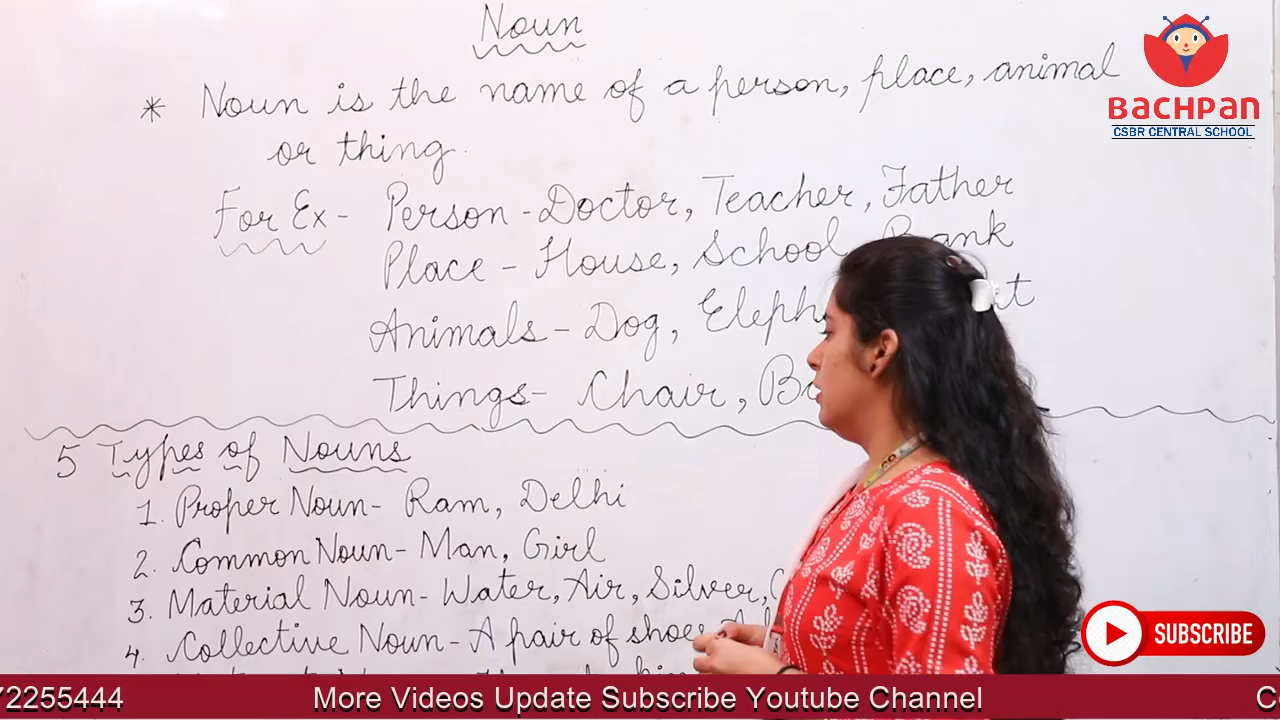 Noun
* Noun is the name of a person, place, animal
or thing.
For Ex - Person - Doctor, Teacher, Father
Place - House, School, Bank
Animals - Dog, Eleph
Things - Chair,
5 Types of Nouns
1. Proper Noun - Ram, Delhi
2. Common Noun - Man, Girl
3. Material Noun - Water, Air, Silver,
4. Collective Noun - A pair of shoes
BACHPAN
CSBR CENTRAL SCHOOL
SUBSCRIBE
72255444 More Videos Update Subscribe Youtube Channel C